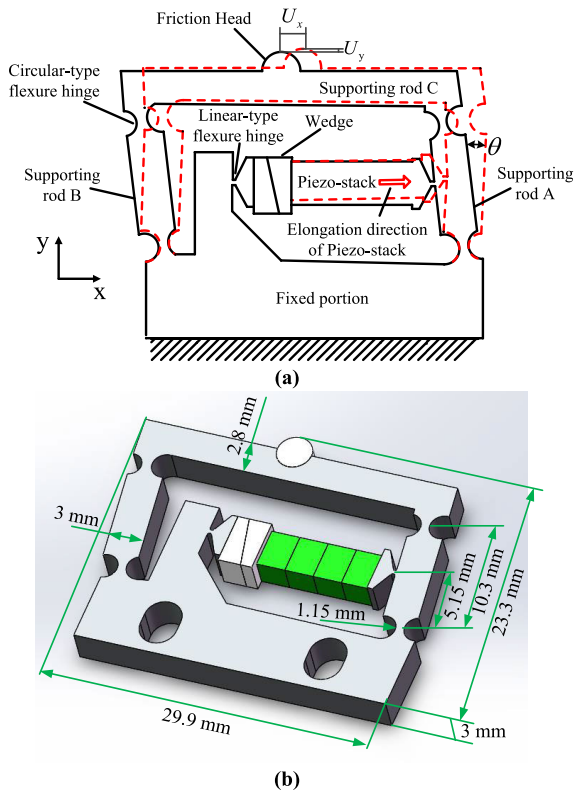 Friction Head
U_x
U_y
Circular-type
flexure hinge
Supporting rod C
Linear-type
flexure hinge
Wedge
θ
Supporting
rod B
Piezo-stack
Supporting
rod A
Elongation direction
of Piezo-stack
y
x
Fixed portion
(a)
2.8 mm
3 mm
1.15 mm
5.15 mm
10.3 mm
23.3 mm
29.9 mm
3 mm
(b)